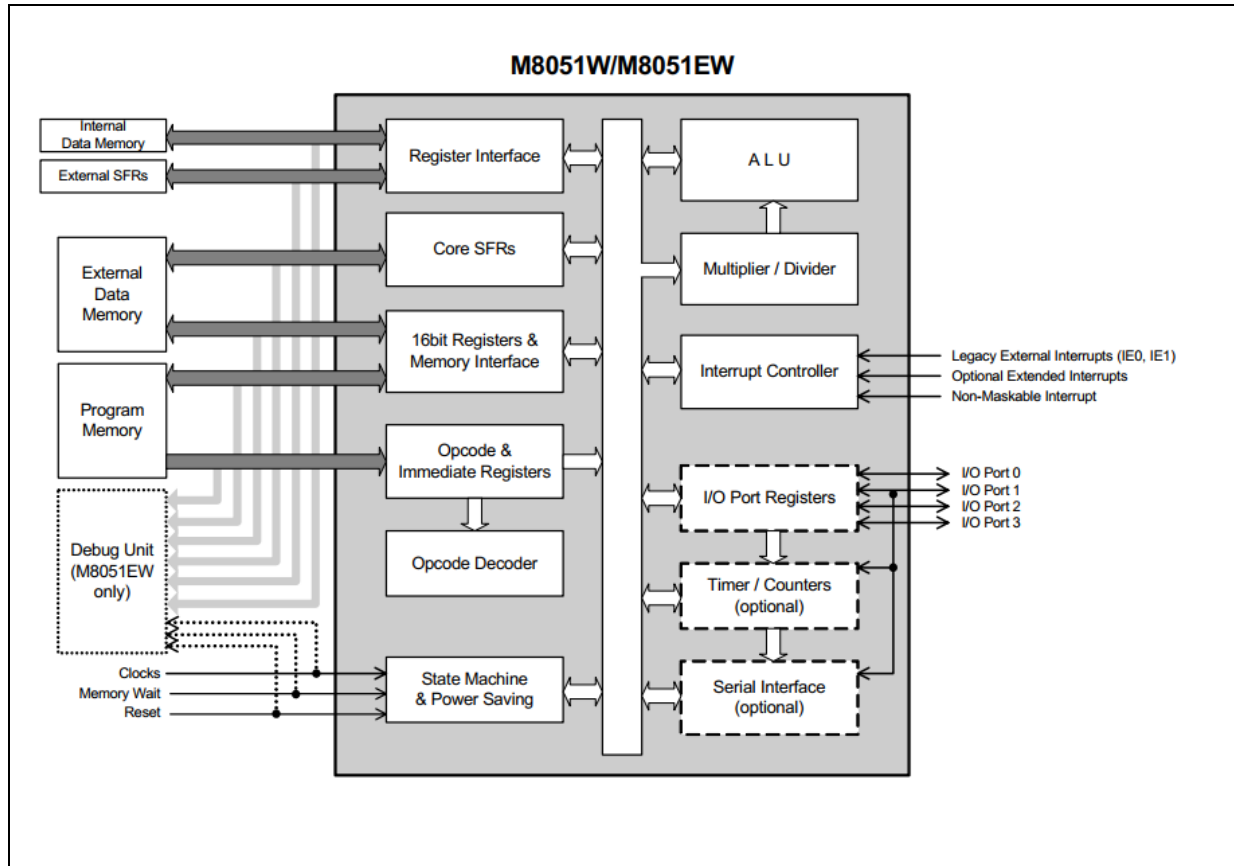 M8051W/M8051EW
Internal
Data Memory
External SFRs
External
Data
Memory
Program
Memory
Debug Unit
(M8051EW
only)
Clocks
Memory Wait
Reset
Register Interface
Core SFRs
16bit Registers &
Memory Interface
Opcode &
Immediate Registers
Opcode Decoder
State Machine
& Power Saving
A L U
Multiplier / Divider
Interrupt Controller
I/O Port Registers
Timer / Counters
(optional)
Serial Interface
(optional)
Legacy External Interrupts (IE0, IE1)
Optional Extended Interrupts
Non-Maskable Interrupt
I/O Port 0
I/O Port 1
I/O Port 2
I/O Port 3